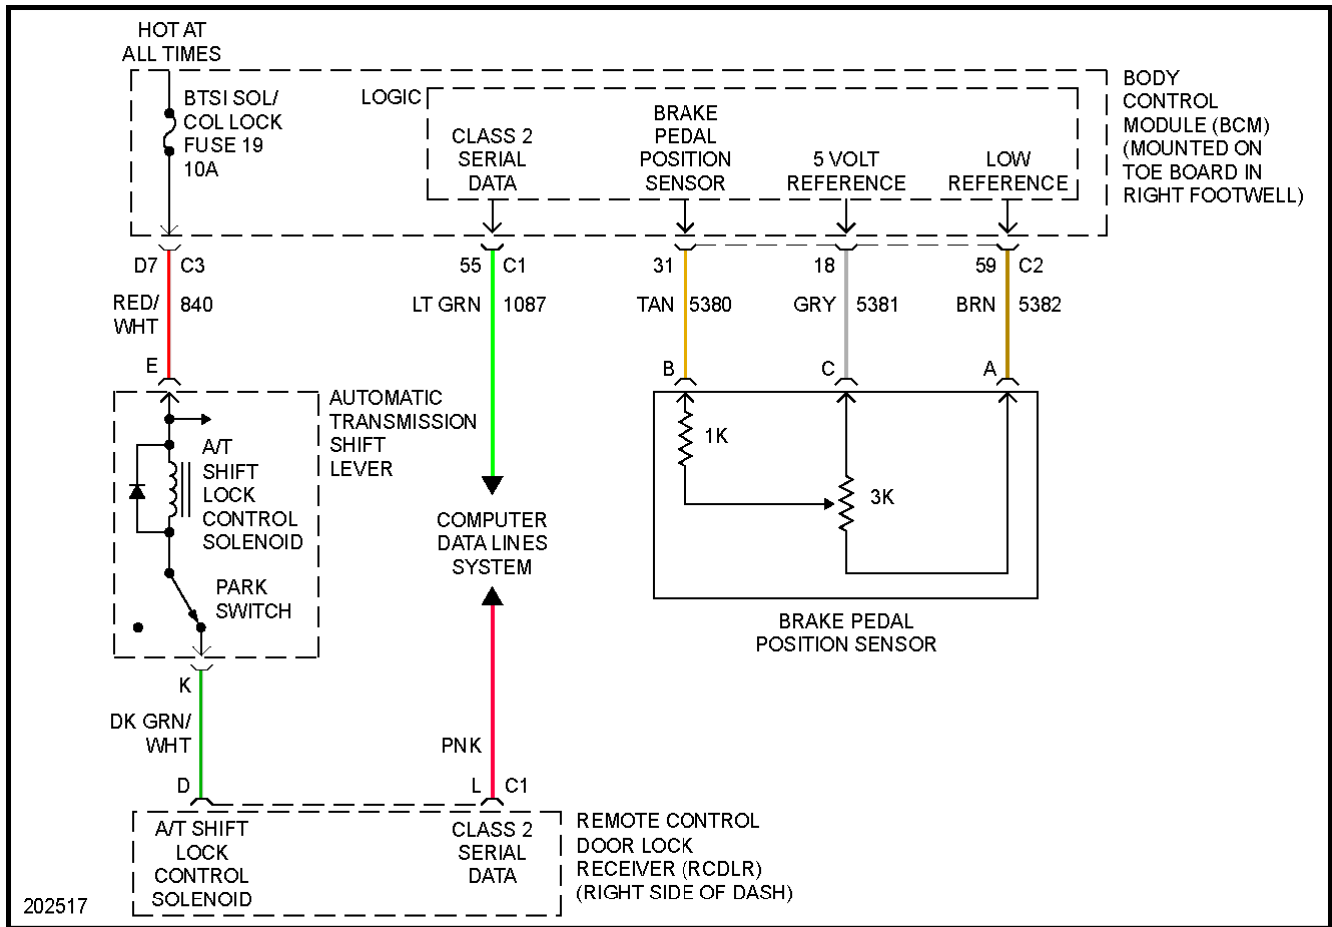 HOT AT
ALL TIMES
BTSI SOL/
COL LOCK
FUSE 19
10A
LOGIC
CLASS 2
SERIAL
DATA
BRAKE
PEDAL
POSITION
SENSOR
5 VOLT
REFERENCE
LOW
REFERENCE
BODY
CONTROL
MODULE (BCM)
(MOUNTED ON
TOE BOARD IN
RIGHT FOOTWELL)
D7 C3
55 C1
31
18
59 C2
RED/
WHT
840
LT GRN 1087
TAN 5380
GRY 5381
BRN 5382
E
B
C
A
AUTOMATIC
TRANSMISSION
SHIFT
LEVER
A/T
SHIFT
LOCK
CONTROL
SOLENOID
PARK
SWITCH
1K
3K
COMPUTER
DATA LINES
SYSTEM
BRAKE PEDAL
POSITION SENSOR
K
DK GRN/
WHT
PNK
D
L C1
A/T SHIFT
LOCK
CONTROL
SOLENOID
CLASS 2
SERIAL
DATA
REMOTE CONTROL
DOOR LOCK
RECEIVER (RCDLR)
(RIGHT SIDE OF DASH)
202517